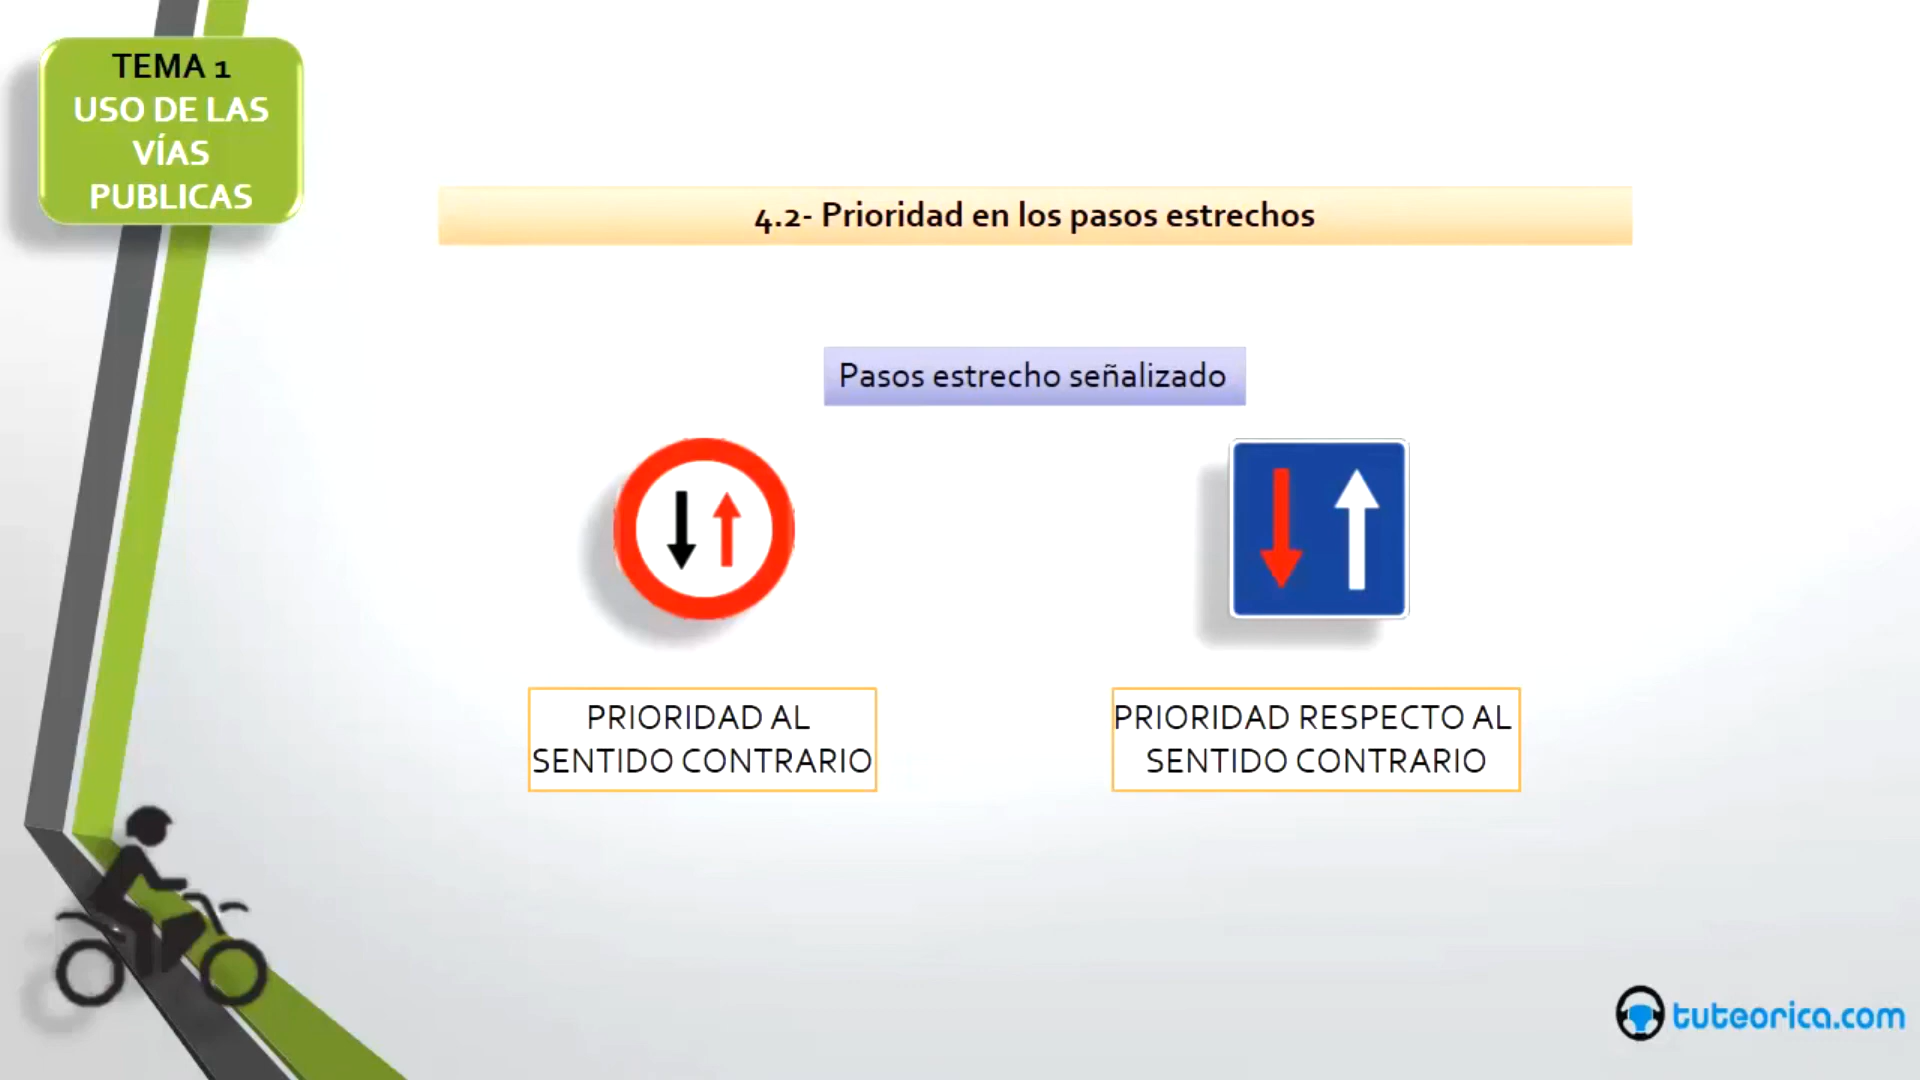 TEMA 1
USO DE LAS
VÍAS
PUBLICAS
4.2- Prioridad en los pasos estrechos
Pasos estrecho señalizado
PRIORIDAD AL
SENTIDO CONTRARIO
PRIORIDAD RESPECTO AL
SENTIDO CONTRARIO
tuteorica.com